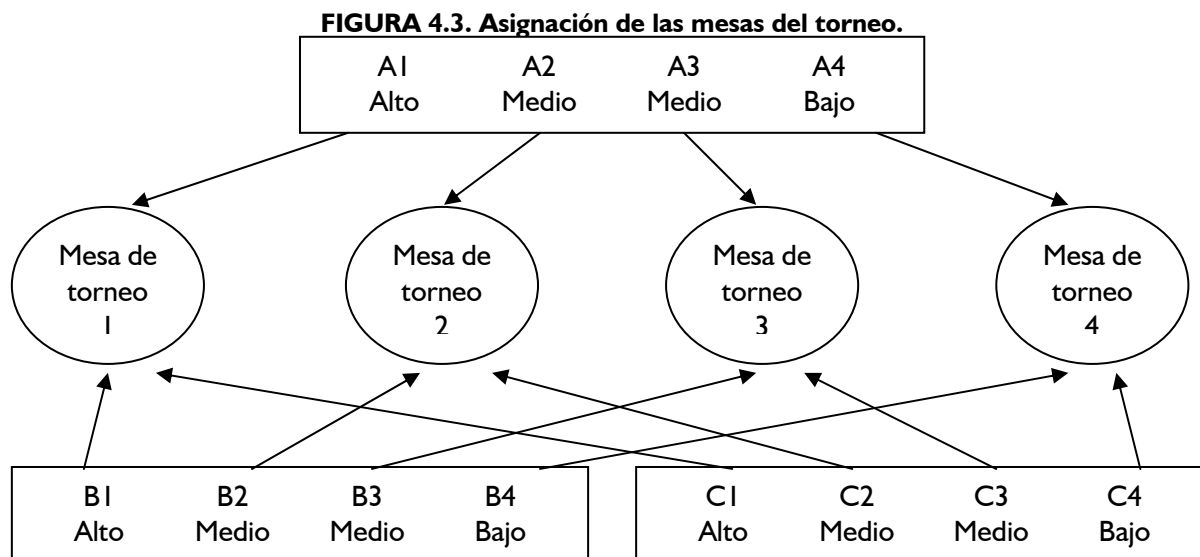 FIGURA 4.3. Asignación de las mesas del torneo.
A1 A2 A3 A4
Alto Medio Medio Bajo
Mesa de torneo 1
Mesa de torneo 2
Mesa de torneo 3
Mesa de torneo 4
B1 B2 B3 B4
Alto Medio Medio Bajo
C1 C2 C3 C4
Alto Medio Medio Bajo